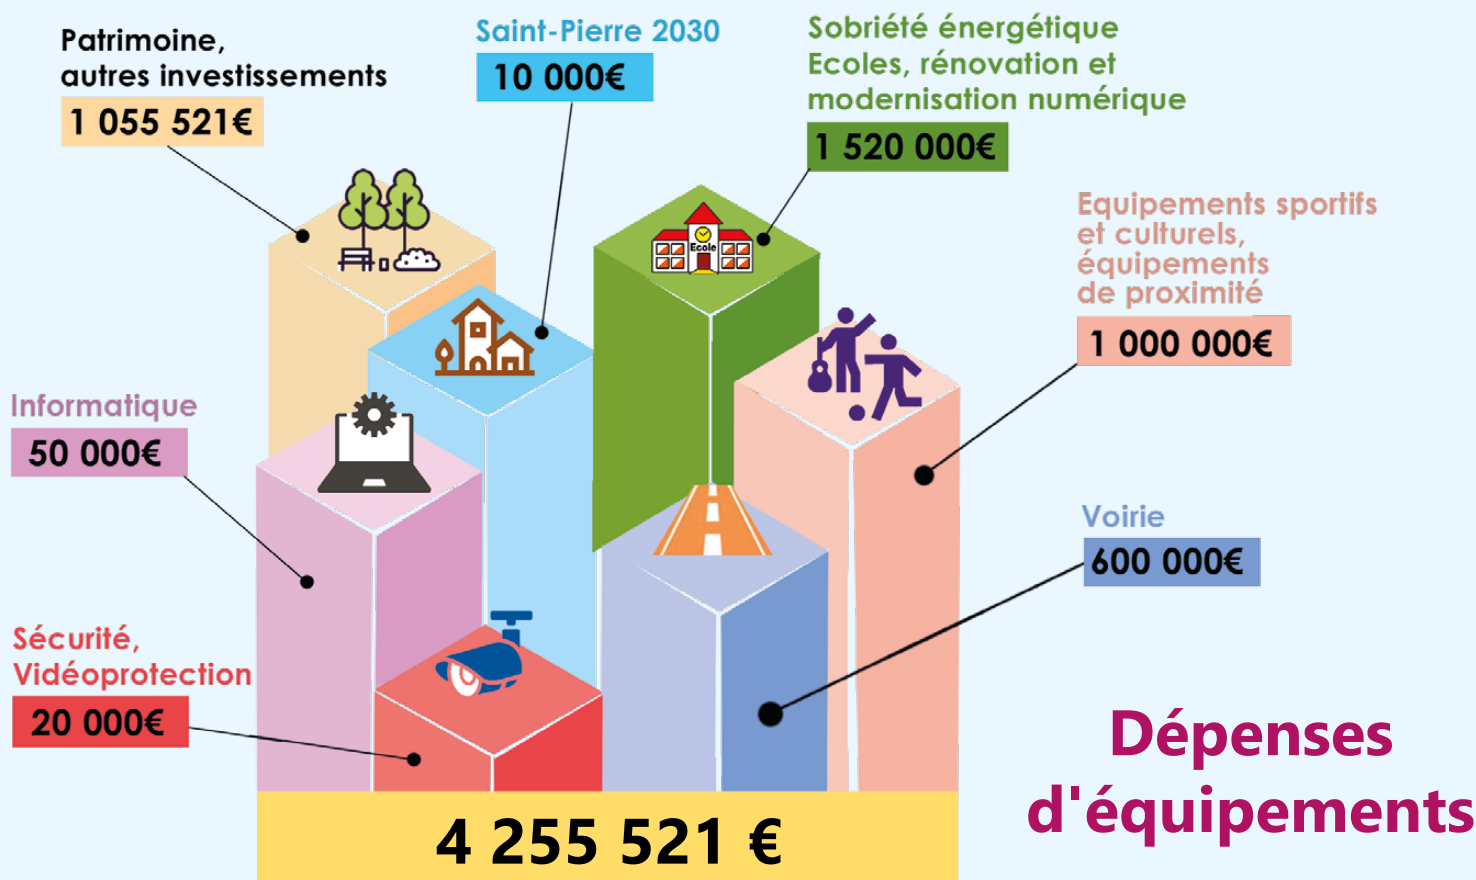 Patrimoine,
autres investissements
1 055 521€
Saint-Pierre 2030
10 000€
Sobriété énergétique
Ecoles, rénovation et
modernisation numérique
1 520 000€
Equipements sportifs
et culturels,
équipements
de proximité
1 000 000€
Ecole
Informatique
50 000€
Voirie
600 000€
Sécurité,
Vidéoprotection
20 000€
Dépenses
d'équipements
4 255 521 €